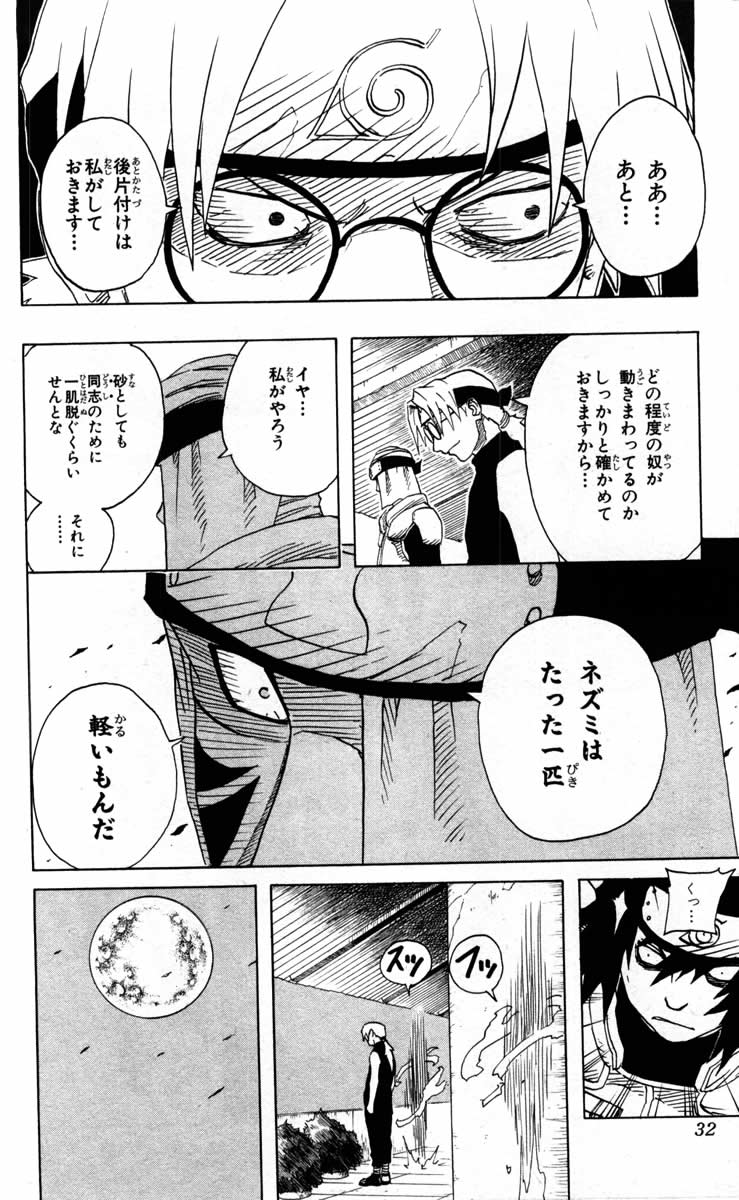 ああ…
あと…
後片付けは
私がして
おきます…
どの程度の奴が
動きまわってるのか
しっかりと確かめて
おきますから…
イヤ…
私がやろう
砂としても
同志のために
一肌脱ぐくらい
せんとな
それに
……
ネズミは
たった一匹
軽いもんだ
くっ…
フッ
スッ
32